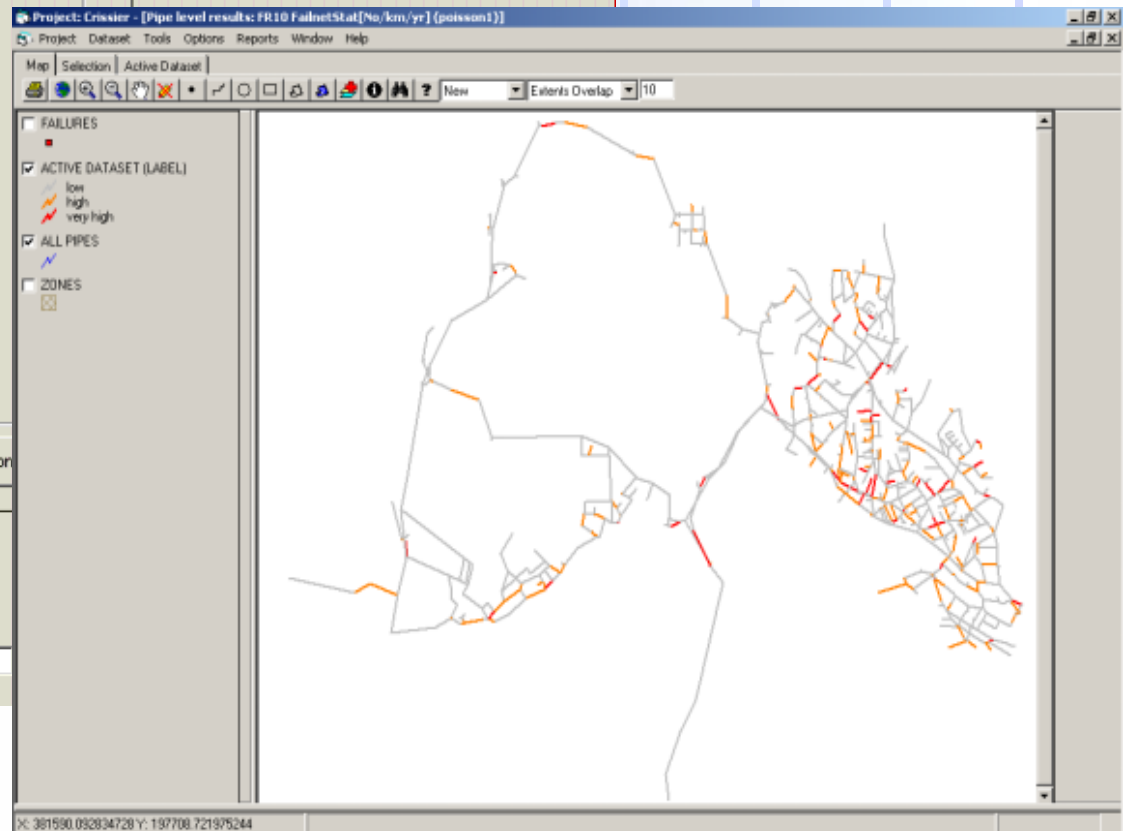 Project: Crissier - [Pipe level results: FR10 FailnetStat[No/km/yr] (poisson1)]
Project Dataset Tools Options Reports Window Help
Map Selection Active Dataset
New Extents Overlap 10
FAILURES
ACTIVE DATASET (LABEL)
low
high
very high
ALL PIPES
ZONES
on
X: 381590.092834728 Y: 197708.721975244